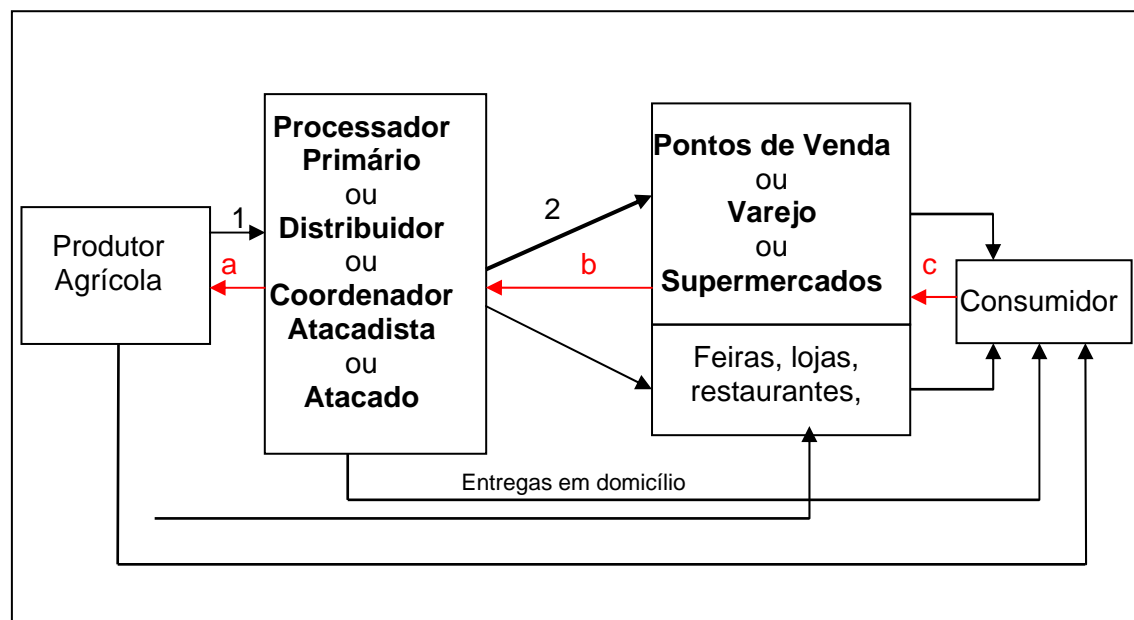 Produtor
Agrícola
1
a
Processador
Primário
ou
Distribuidor
ou
Coordenador
Atacadista
ou
Atacado
2
b
Pontos de Venda
ou
Varejo
ou
Supermercados
Feiras, lojas,
restaurantes,
c
Consumidor
Entregas em domicílio